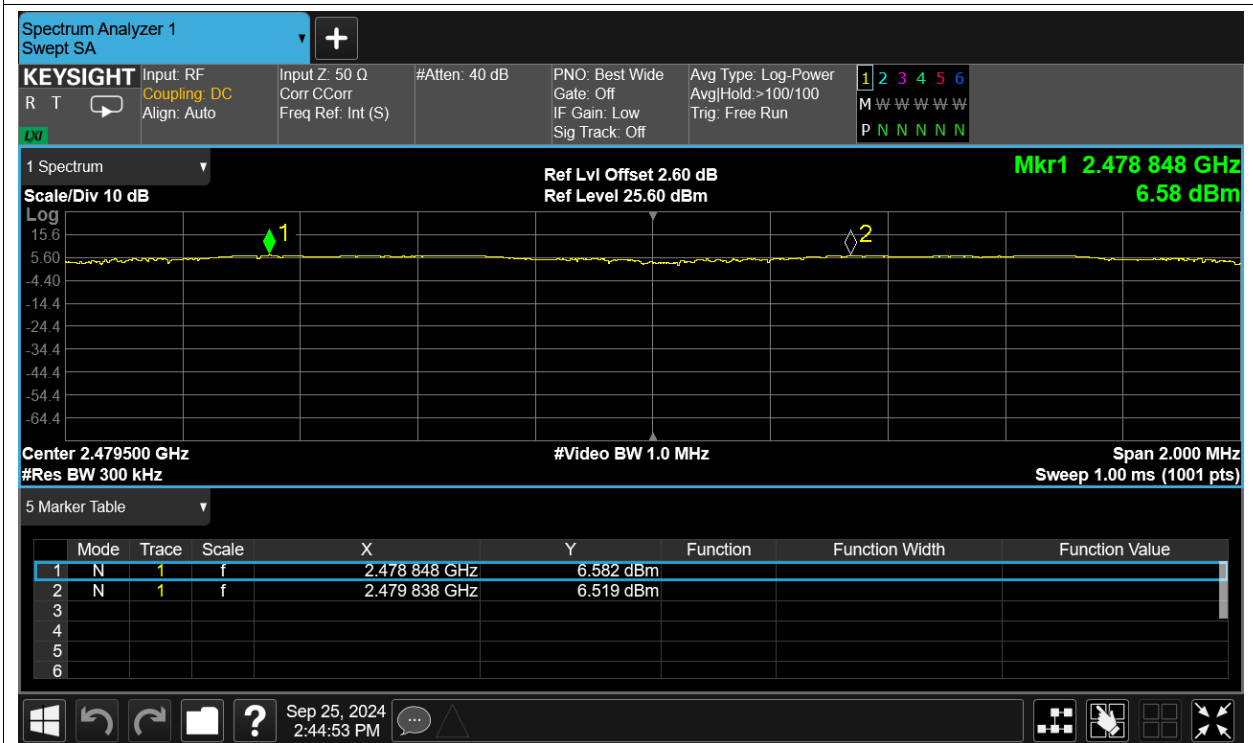 Spectrum Analyzer 1
Swept SA
KEYSIGHT
R T
LXI
Input: RF
Coupling: DC
Align: Auto
Input Z: 50 Ω
Corr CCorr
Freq Ref: Int (S)
#Atten: 40 dB
PNO: Best Wide
Gate: Off
IF Gain: Low
Sig Track: Off
Avg Type: Log-Power
Avg|Hold:>100/100
Trig: Free Run
1 2 3 4 5 6
M W W W W W
P N N N N N
1 Spectrum
Scale/Div 10 dB
Ref Lvl Offset 2.60 dB
Ref Level 25.60 dBm
Mkr1 2.478 848 GHz
6.58 dBm
Log
15.6
5.60
-4.40
-14.4
-24.4
-34.4
-44.4
-54.4
-64.4
1
2
Center 2.479500 GHz
#Video BW 1.0 MHz
Span 2.000 MHz
#Res BW 300 kHz
Sweep 1.00 ms (1001 pts)
5 Marker Table
Mode Trace Scale X Y Function Function Width Function Value
1 N 1 f 2.478 848 GHz 6.582 dBm
2 N 1 f 2.479 838 GHz 6.519 dBm
3
4
5
6
?
Sep 25, 2024
2:44:53 PM